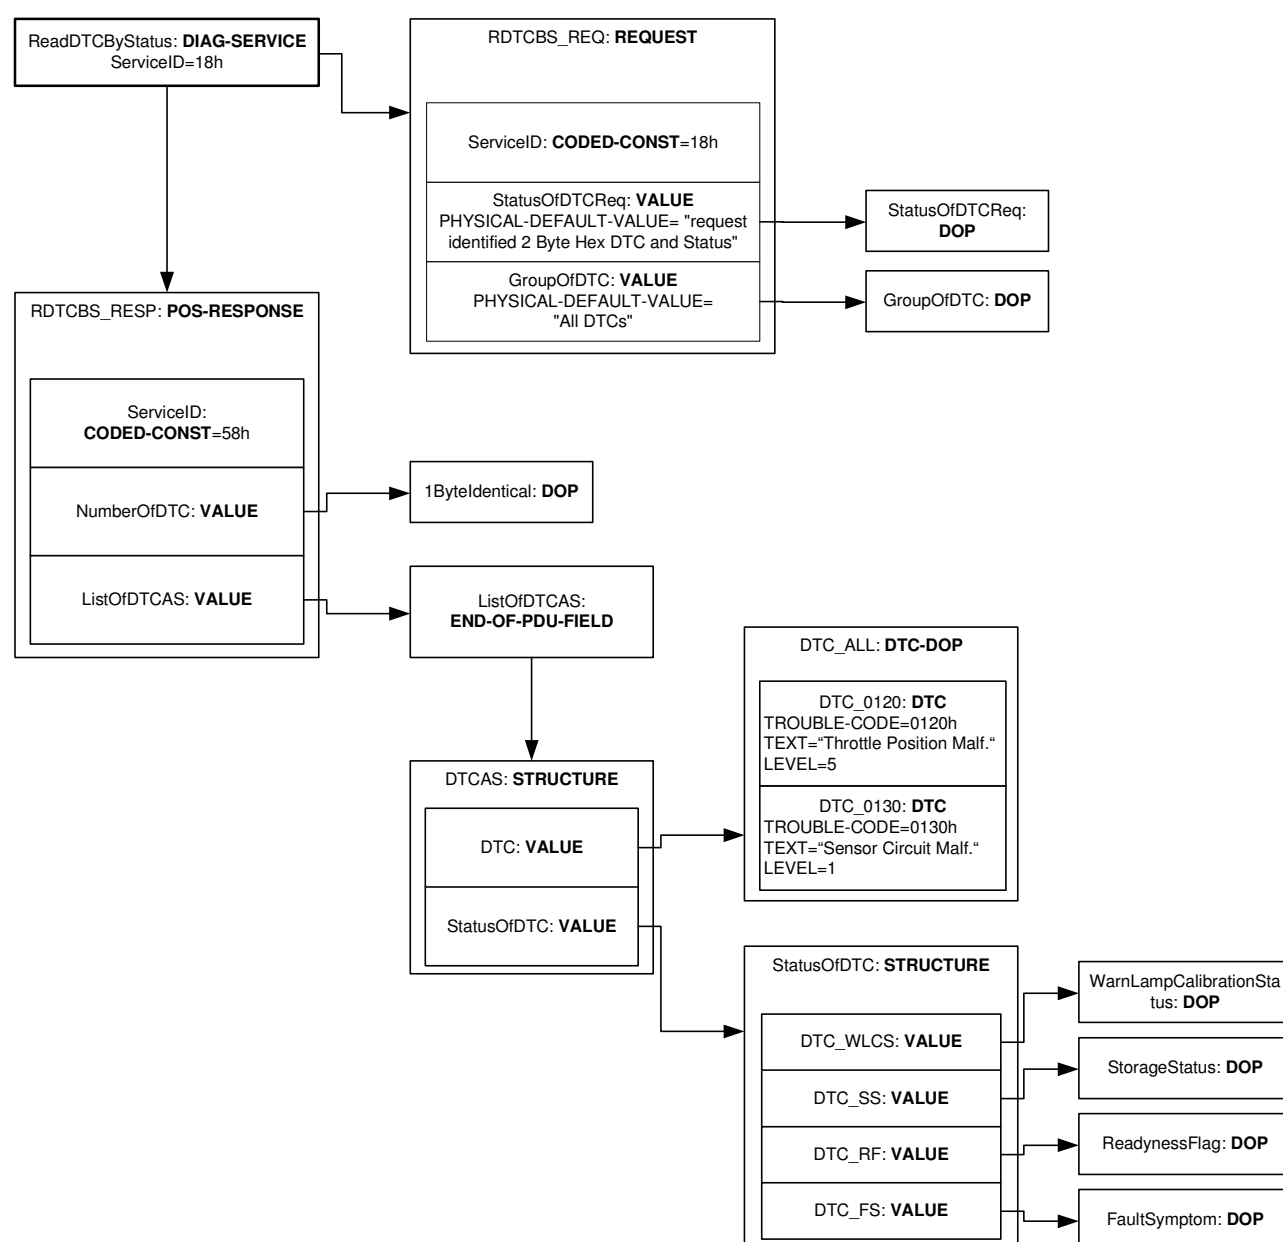 ReadDTCByStatus: DIAG-SERVICE
ServiceID=18h
RDTCBS_REQ: REQUEST
ServiceID: CODED-CONST=18h
StatusOfDTCReq: VALUE
PHYSICAL-DEFAULT-VALUE= "request
identified 2 Byte Hex DTC and Status"
GroupOfDTC: VALUE
PHYSICAL-DEFAULT-VALUE=
"All DTCs"
StatusOfDTCReq:
DOP
GroupOfDTC: DOP
RDTCBS_RESP: POS-RESPONSE
ServiceID:
CODED-CONST=58h
NumberOfDTC: VALUE
ListOfDTCAS: VALUE
1ByteIdentical: DOP
ListOfDTCAS:
END-OF-PDU-FIELD
DTCAS: STRUCTURE
DTC: VALUE
StatusOfDTC: VALUE
DTC_ALL: DTC-DOP
DTC_0120: DTC
TROUBLE-CODE=0120h
TEXT=“Throttle Position Malf.“
LEVEL=5
DTC_0130: DTC
TROUBLE-CODE=0130h
TEXT=“Sensor Circuit Malf.“
LEVEL=1
StatusOfDTC: STRUCTURE
DTC_WLCS: VALUE
DTC_SS: VALUE
DTC_RF: VALUE
DTC_FS: VALUE
WarnLampCalibrationSta
tus: DOP
StorageStatus: DOP
ReadynessFlag: DOP
FaultSymptom: DOP